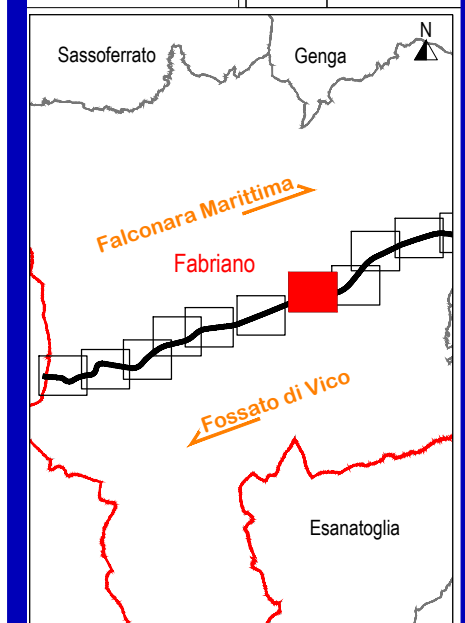 N
Sassoferrato
Genga
Falconara Marittima
Fabriano
Fossato di Vico
Esanatoglia